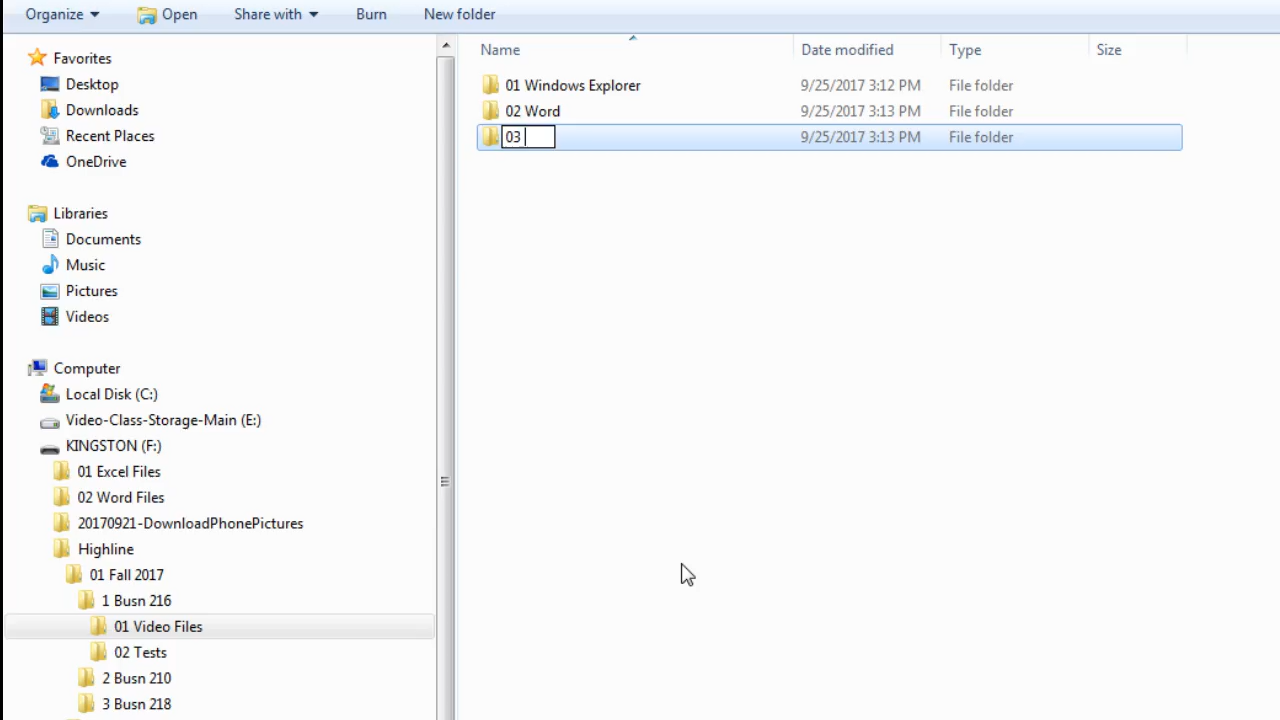 Organize Open Share with Burn New folder
Favorites
Desktop
Downloads
Recent Places
OneDrive
Libraries
Documents
Music
Pictures
Videos
Computer
Local Disk (C:)
Video-Class-Storage-Main (E:)
KINGSTON (F:)
01 Excel Files
02 Word Files
20170921-DownloadPhonePictures
Highline
01 Fall 2017
1 Busn 216
01 Video Files
02 Tests
2 Busn 210
3 Busn 218
Name Date modified Type Size
01 Windows Explorer 9/25/2017 3:12 PM File folder
02 Word 9/25/2017 3:13 PM File folder
03 9/25/2017 3:13 PM File folder